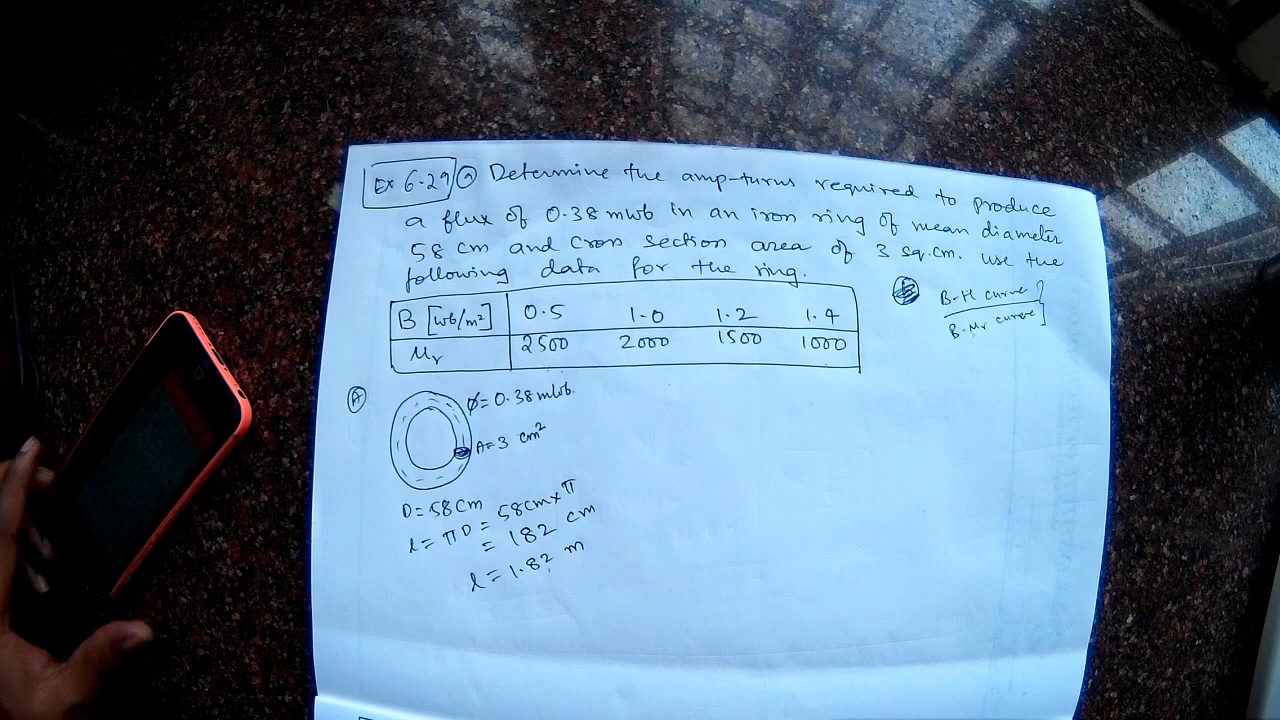 Ex 6.29 ⓐ Determine the amp-turns required to produce
a flux of 0.38 mwb in an iron ring of mean diameter
58 cm and cross section area of 3 sq.cm. use the
following data for the ring.
B [wb/m²] 0.5 1.0 1.2 1.4
μr 2500 2000 1500 1000
B-H curve ?
B-μr curve]
Ⓐ
φ = 0.38 mwb.
A = 3 cm²
D = 58 cm
l = πD = 58cm × π
= 182 cm
l = 1.82 m